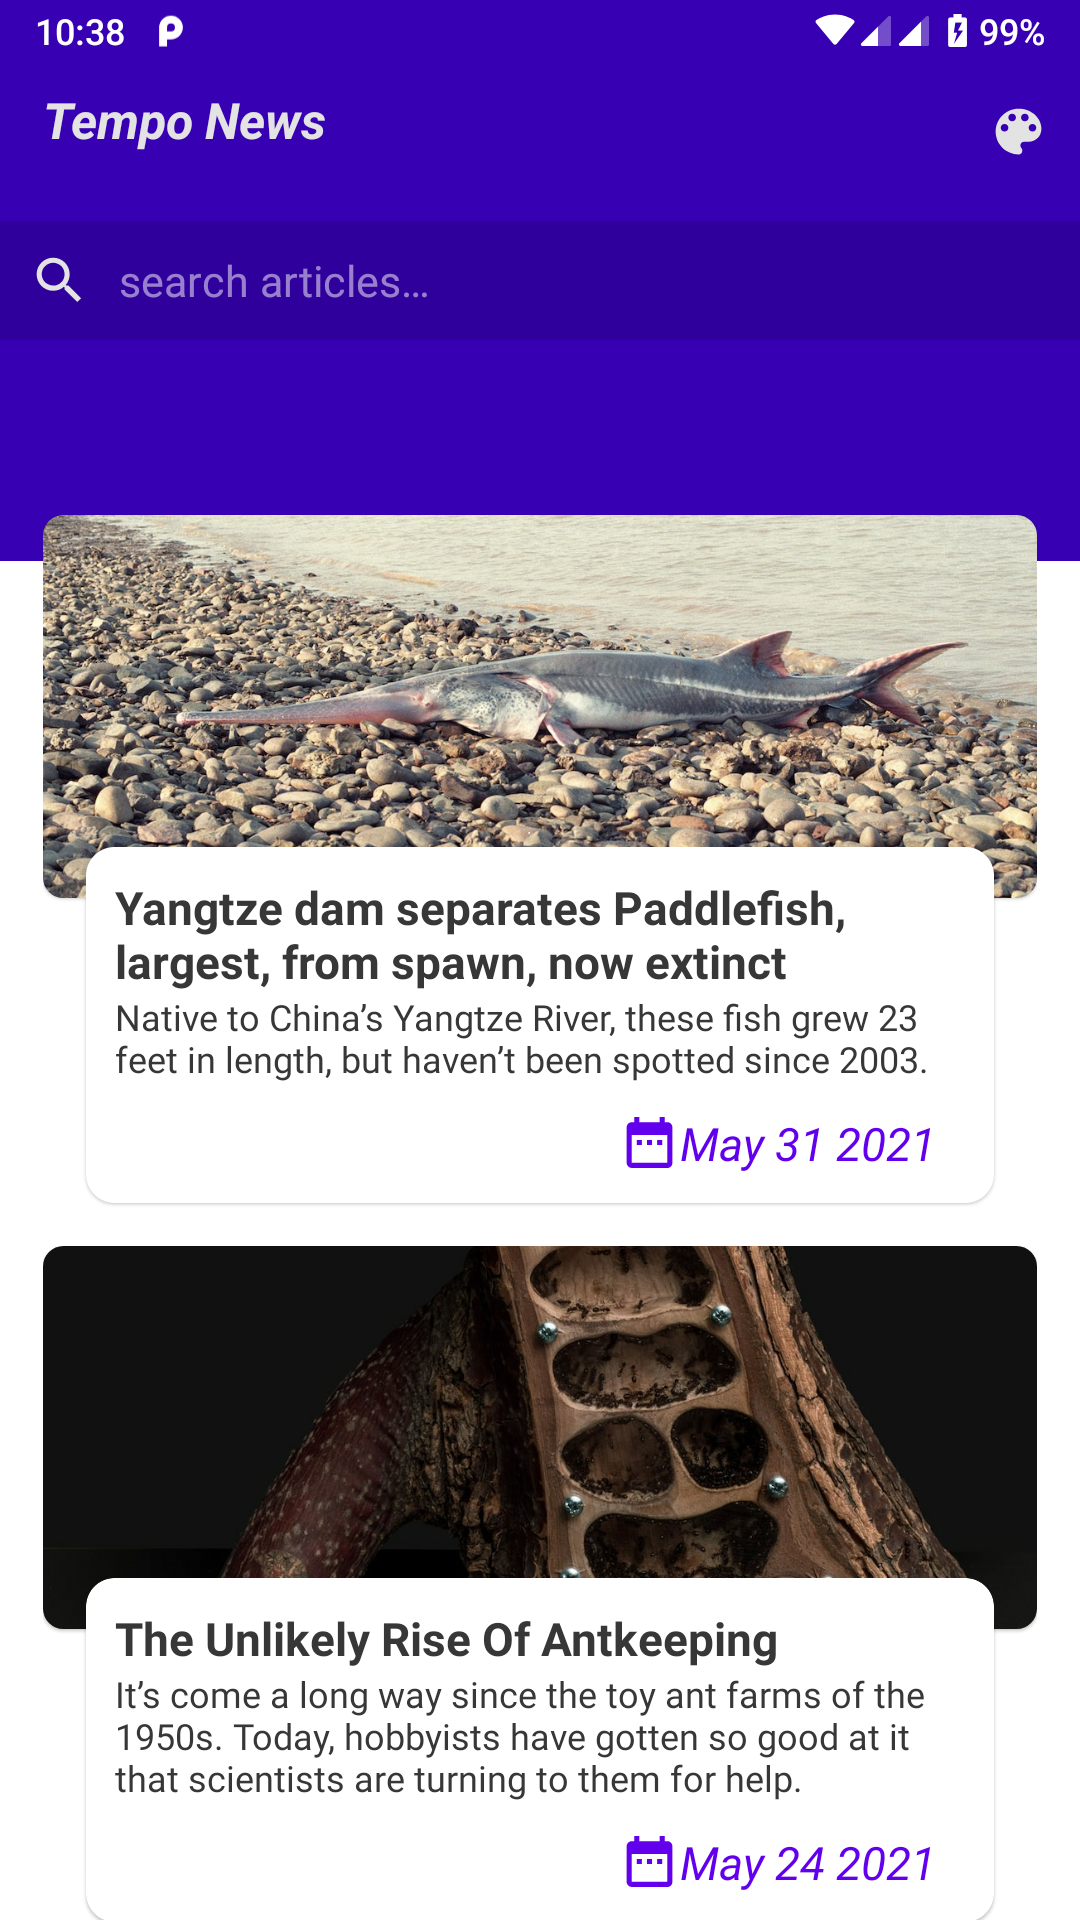 10:38
99%
Tempo News
search articles...
Yangtze dam separates Paddlefish,
largest, from spawn, now extinct
Native to China’s Yangtze River, these fish grew 23
feet in length, but haven’t been spotted since 2003.
May 31 2021
The Unlikely Rise Of Antkeeping
It’s come a long way since the toy ant farms of the
1950s. Today, hobbyists have gotten so good at it
that scientists are turning to them for help.
May 24 2021